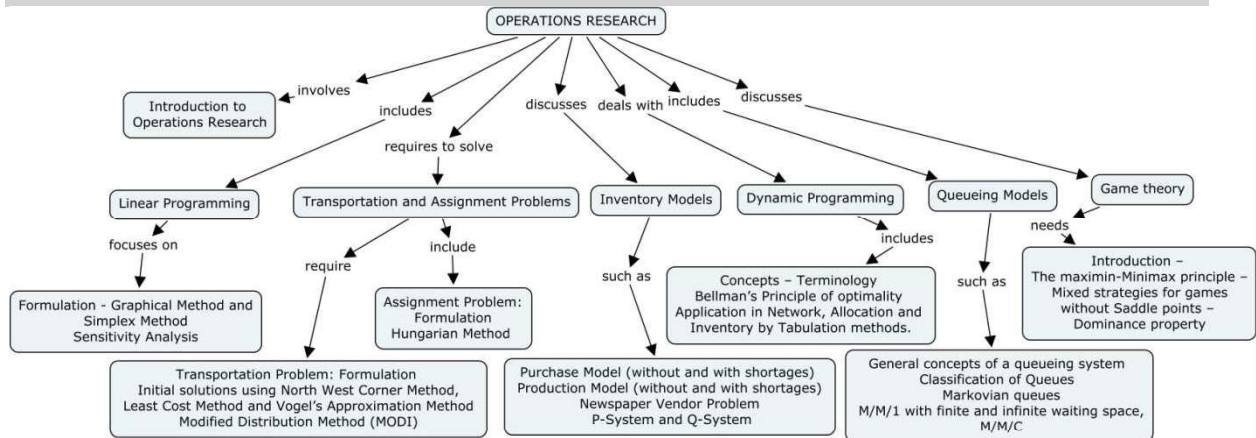 OPERATIONS RESEARCH
involves
includes
requires to solve
discusses
deals with
includes
discusses
Introduction to
Operations Research
Linear Programming
Transportation and Assignment Problems
Inventory Models
Dynamic Programming
Queueing Models
Game theory
focuses on
require
include
such as
includes
such as
needs
Formulation - Graphical Method and
Simplex Method
Sensitivity Analysis
Transportation Problem: Formulation
Initial solutions using North West Corner Method,
Least Cost Method and Vogel's Approximation Method
Modified Distribution Method (MODI)
Assignment Problem:
Formulation
Hungarian Method
Purchase Model (without and with shortages)
Production Model (without and with shortages)
Newspaper Vendor Problem
P-System and Q-System
Concepts – Terminology
Bellman's Principle of optimality
Application in Network, Allocation and
Inventory by Tabulation methods.
General concepts of a queueing system
Classification of Queues
Markovian queues
M/M/1 with finite and infinite waiting space,
M/M/C
Introduction –
The maximin-Minimax principle –
Mixed strategies for games
without Saddle points –
Dominance property